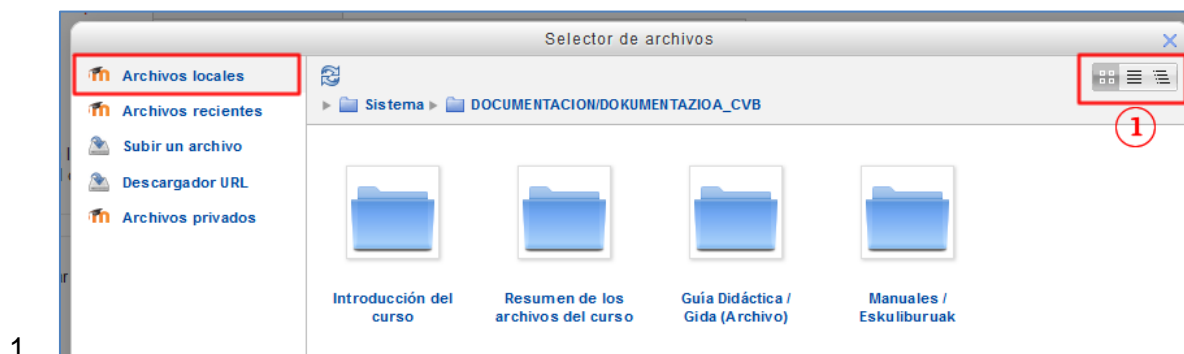 Selector de archivos
Archivos locales
Archivos recientes
Subir un archivo
Descargador URL
Archivos privados
Sistema
DOCUMENTACION/DOKUMENTAZIOA_CVB
1
Introducción del
curso
Resumen de los
archivos del curso
Guía Didáctica /
Gida (Archivo)
Manuales /
Eskuliburuak
1